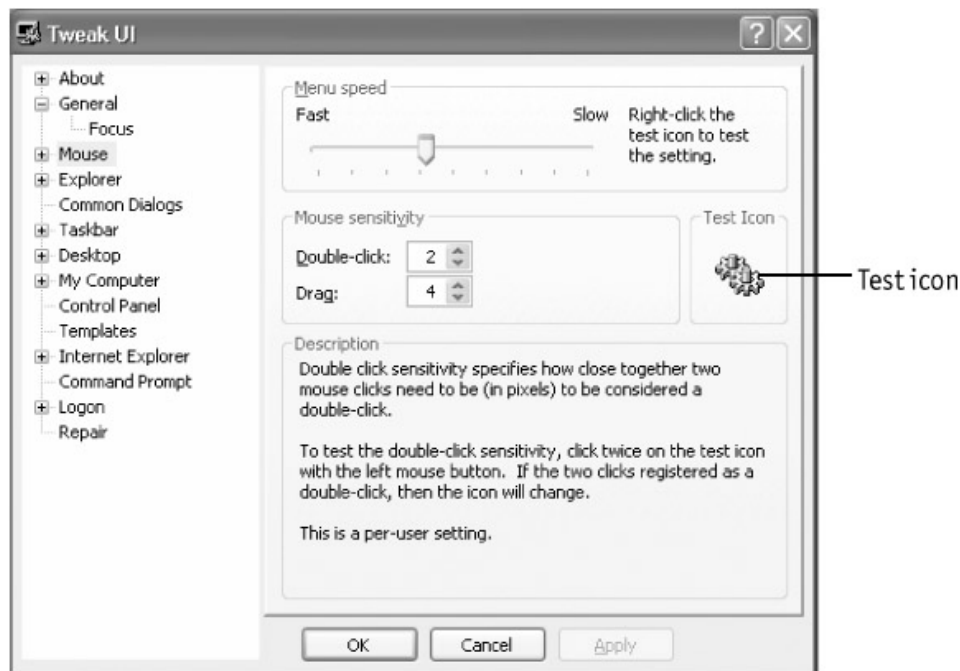 Tweak UI
About
General
Focus
Mouse
Explorer
Common Dialogs
Taskbar
Desktop
My Computer
Control Panel
Templates
Internet Explorer
Command Prompt
Logon
Repair
Menu speed
Fast
Slow
Right-click the
test icon to test
the setting.
Mouse sensitivity
Double-click: 2
Drag: 4
Test Icon
Test icon
Description
Double click sensitivity specifies how close together two
mouse clicks need to be (in pixels) to be considered a
double-click.
To test the double-click sensitivity, click twice on the test icon
with the left mouse button. If the two clicks registered as a
double-click, then the icon will change.
This is a per-user setting.
OK
Cancel
Apply